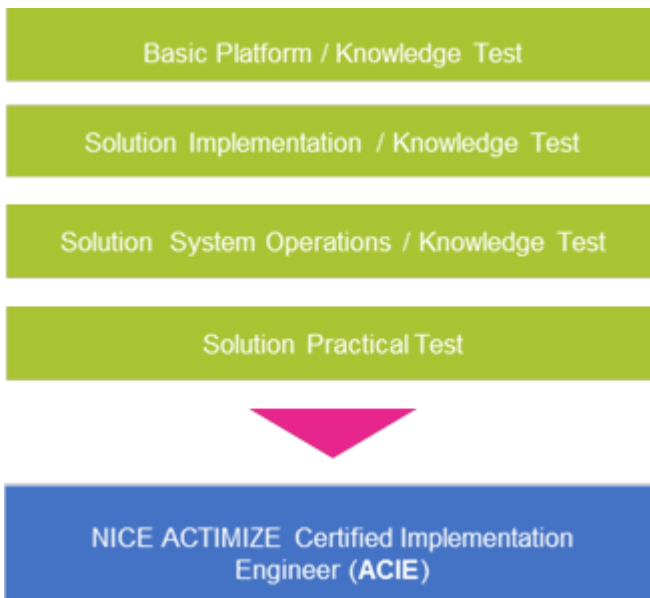 Basic Platform / Knowledge Test
Solution Implementation / Knowledge Test
Solution System Operations / Knowledge Test
Solution Practical Test
NICE ACTIMIZE Certified Implementation
Engineer (ACIE)